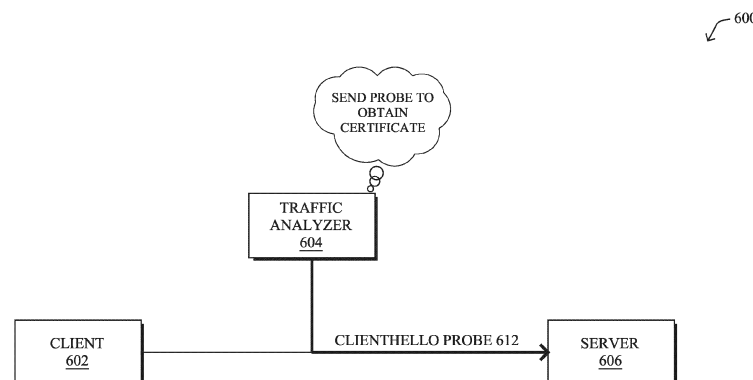 600
SEND PROBE TO
OBTAIN
CERTIFICATE
TRAFFIC
ANALYZER
604
CLIENT
602
CLIENTHELLO PROBE 612
SERVER
606